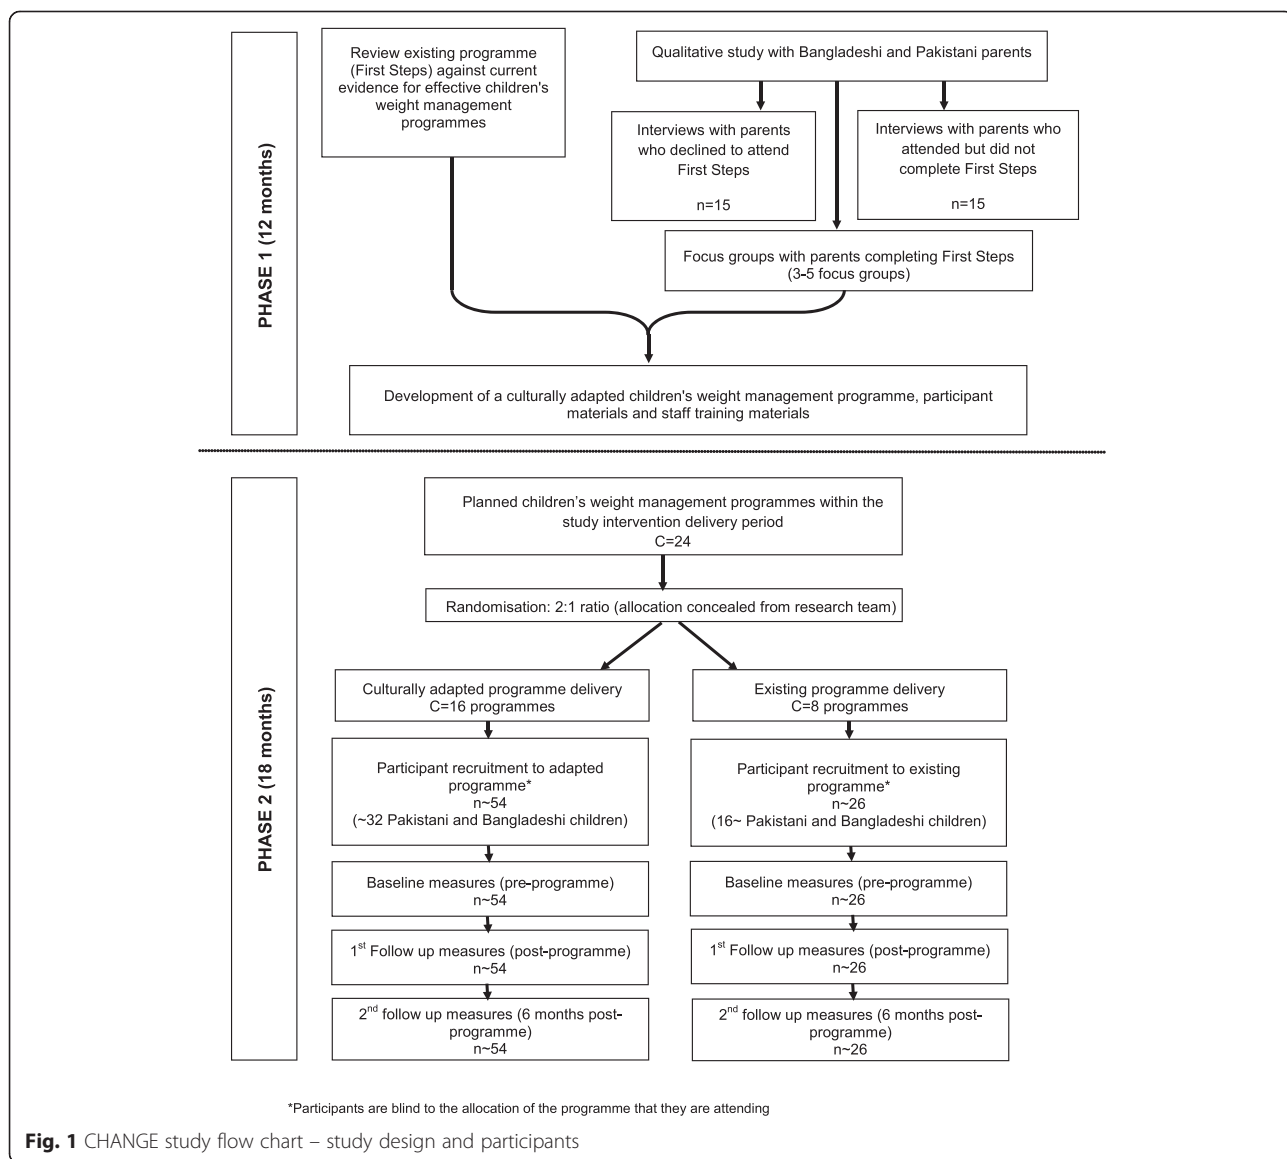 PHASE 1 (12 months)
Review existing programme
(First Steps) against current
evidence for effective children's
weight management
programmes
Qualitative study with Bangladeshi and Pakistani parents
Interviews with parents
who declined to attend
First Steps
n=15
Interviews with parents who
attended but did not
complete First Steps
n=15
Focus groups with parents completing First Steps
(3-5 focus groups)
Development of a culturally adapted children's weight management programme, participant
materials and staff training materials
PHASE 2 (18 months)
Planned children’s weight management programmes within the
study intervention delivery period
C=24
Randomisation: 2:1 ratio (allocation concealed from research team)
Culturally adapted programme delivery
C=16 programmes
Existing programme delivery
C=8 programmes
Participant recruitment to adapted
programme*
n~54
(~32 Pakistani and Bangladeshi children)
Participant recruitment to existing
programme*
n~26
(16~ Pakistani and Bangladeshi children)
Baseline measures (pre-programme)
n~54
Baseline measures (pre-programme)
n~26
1st Follow up measures (post-programme)
n~54
1st Follow up measures (post-programme)
n~26
2nd follow up measures (6 months post-
programme)
n~54
2nd follow up measures (6 months post-
programme)
n~26
*Participants are blind to the allocation of the programme that they are attending
Fig. 1 CHANGE study flow chart – study design and participants